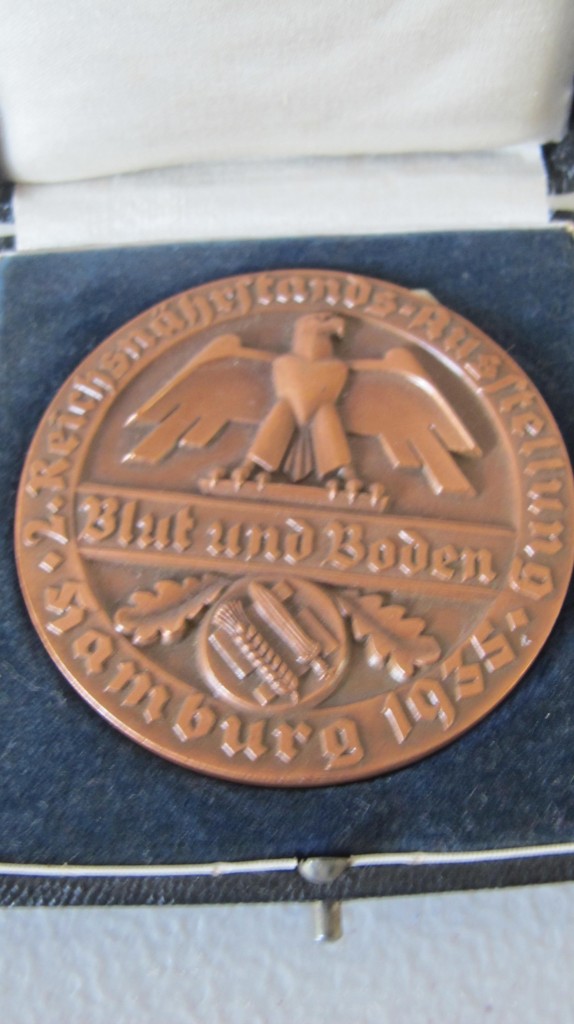 2. Reichsnährstands-Ausstellung
Blut und Boden
Hamburg 1935